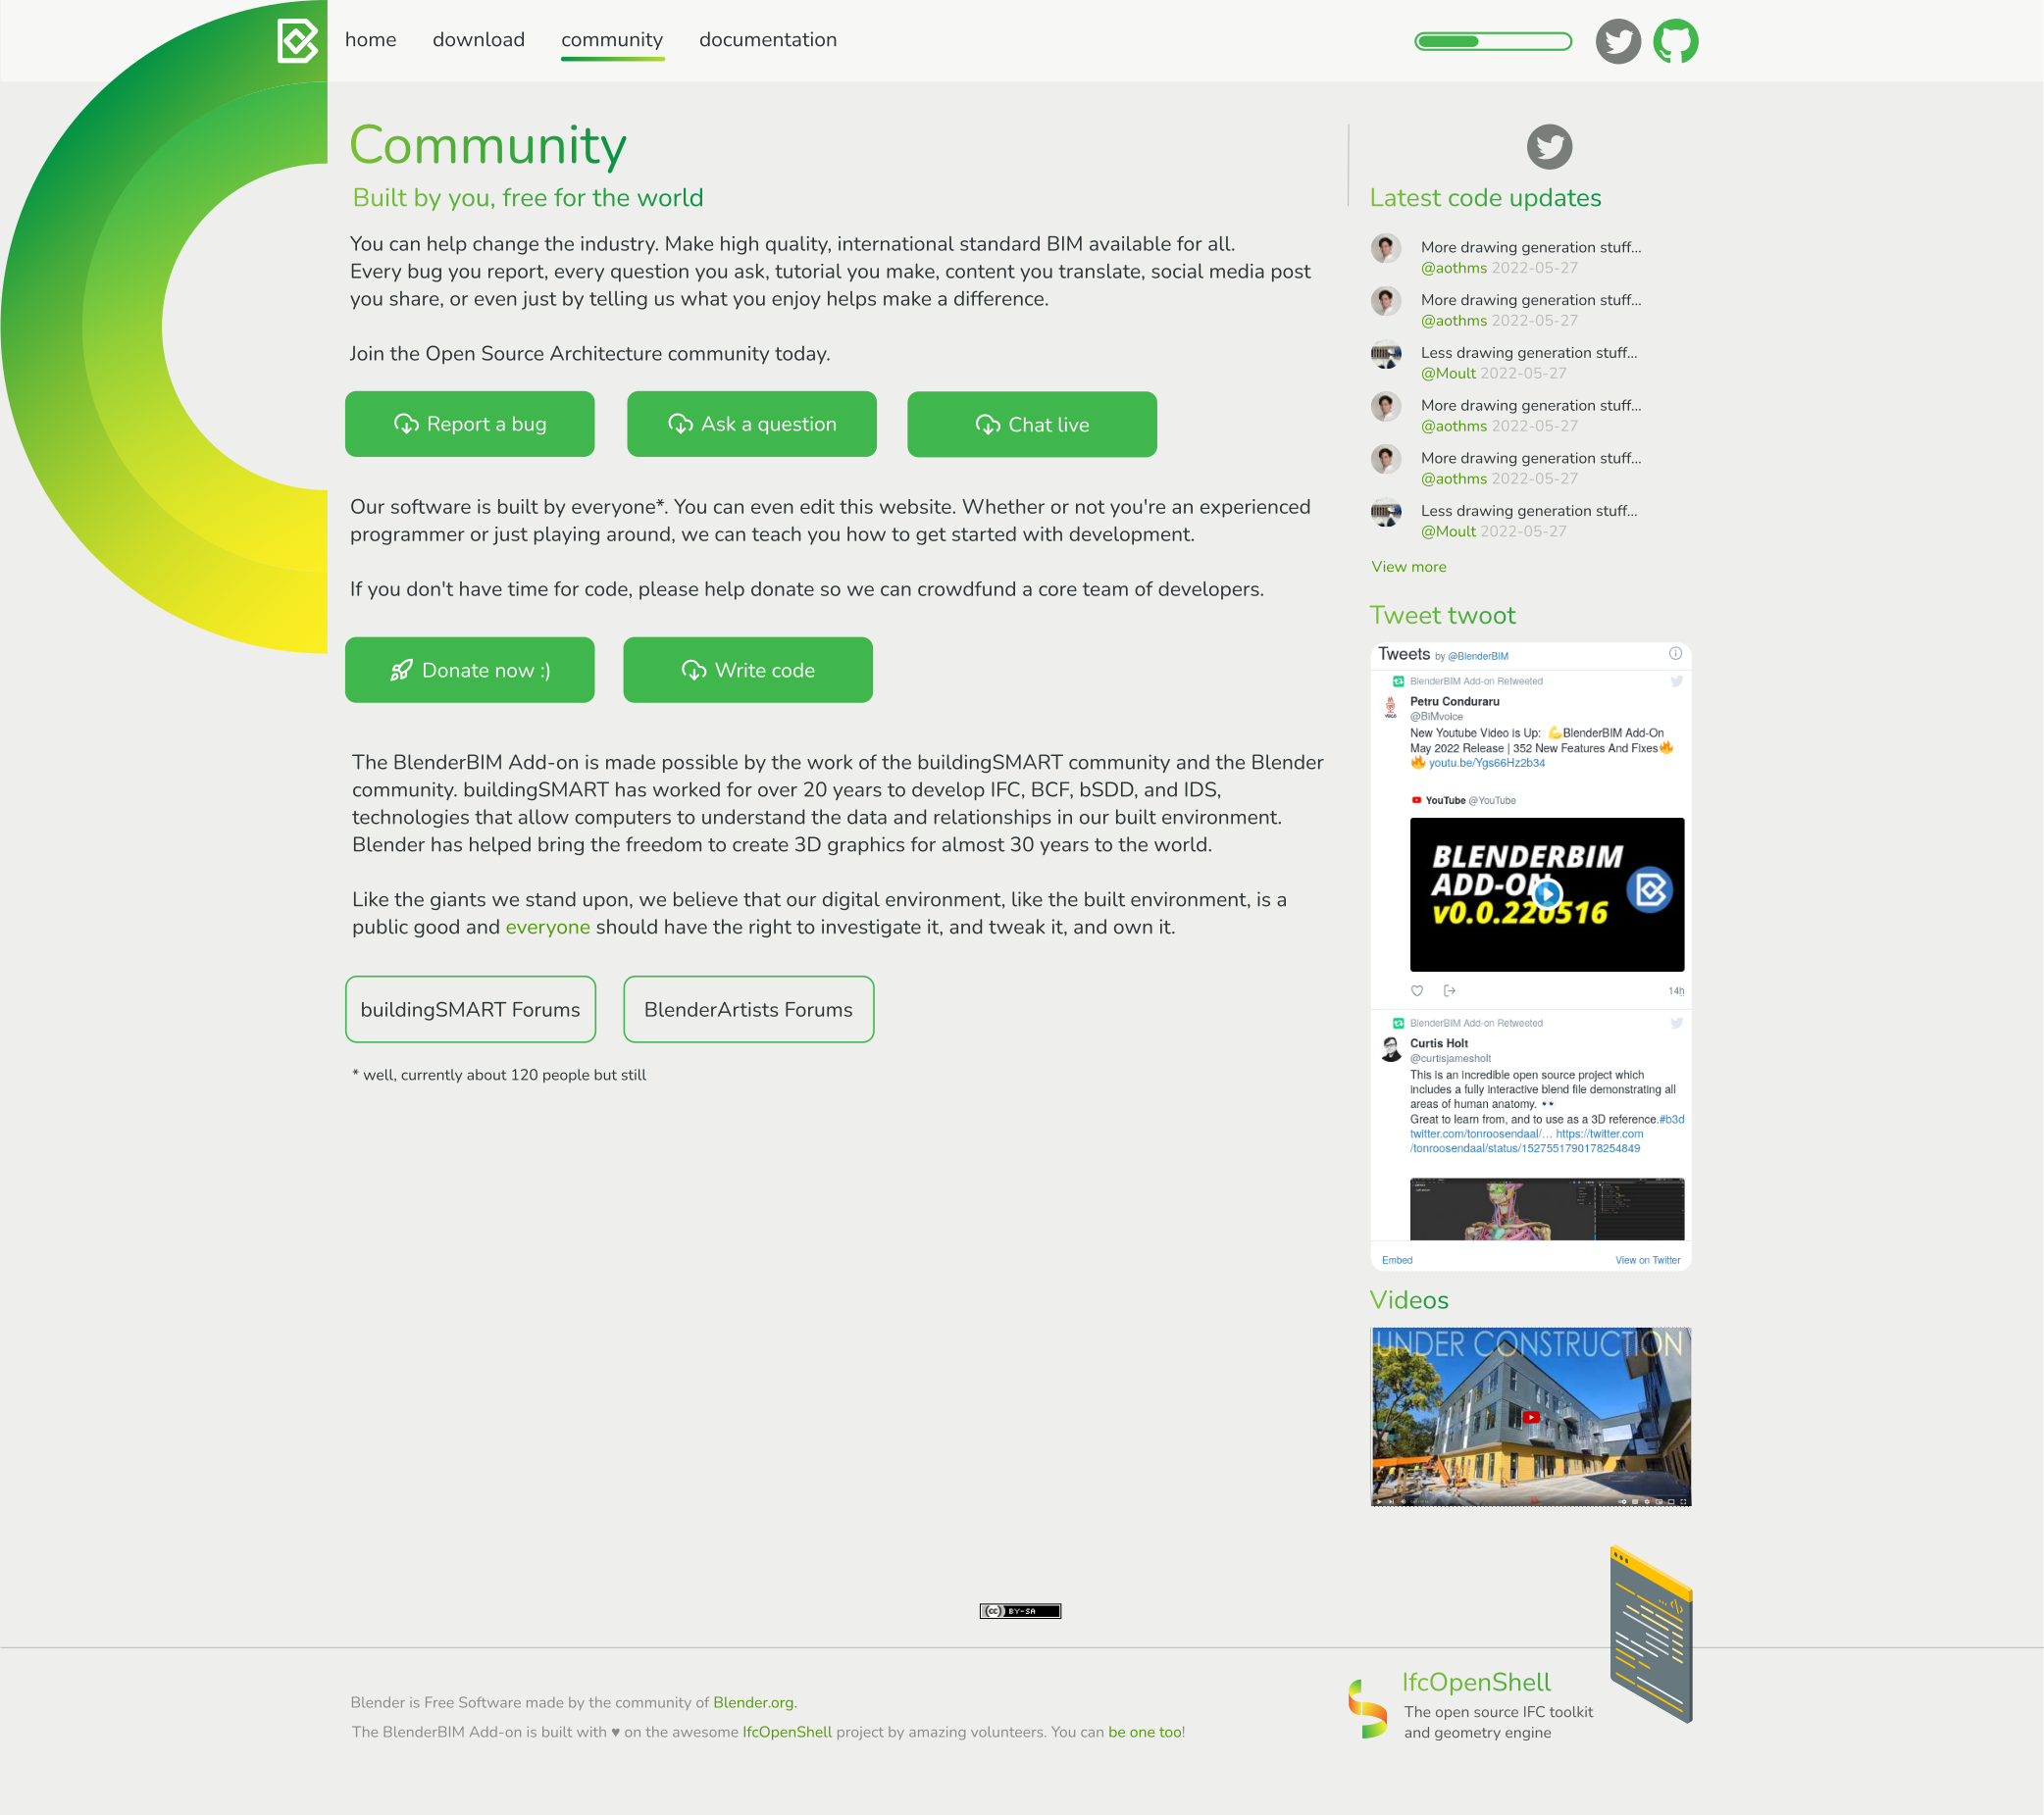 home download community documentation
Community
Built by you, free for the world
You can help change the industry. Make high quality, international standard BIM available for all.
Every bug you report, every question you ask, tutorial you make, content you translate, social media post
you share, or even just by telling us what you enjoy helps make a difference.
Join the Open Source Architecture community today.
Report a bug
Ask a question
Chat live
Our software is built by everyone*. You can even edit this website. Whether or not you're an experienced
programmer or just playing around, we can teach you how to get started with development.
If you don't have time for code, please help donate so we can crowdfund a core team of developers.
Donate now :)
Write code
The BlenderBIM Add-on is made possible by the work of the buildingSMART community and the Blender
community. buildingSMART has worked for over 20 years to develop IFC, BCF, bSDD, and IDS,
technologies that allow computers to understand the data and relationships in our built environment.
Blender has helped bring the freedom to create 3D graphics for almost 30 years to the world.
Like the giants we stand upon, we believe that our digital environment, like the built environment, is a
public good and everyone should have the right to investigate it, and tweak it, and own it.
buildingSMART Forums
BlenderArtists Forums
* well, currently about 120 people but still
Latest code updates
More drawing generation stuff...
@aothms 2022-05-27
More drawing generation stuff...
@aothms 2022-05-27
Less drawing generation stuff...
@Moult 2022-05-27
More drawing generation stuff...
@aothms 2022-05-27
More drawing generation stuff...
@aothms 2022-05-27
Less drawing generation stuff...
@Moult 2022-05-27
View more
Tweet twoot
Tweets by @BlenderBIM
BlenderBIM Add-on Retweeted
Petru Conduraru
@BiMvoice
New Youtube Video is Up: 💪BlenderBIM Add-On
May 2022 Release | 352 New Features And Fixes🔥
🔥 youtu.be/Ygs66Hz2b34
YouTube @YouTube
BLENDERBIM
ADD-ON
v0.0.220516
14h
BlenderBIM Add-on Retweeted
Curtis Holt
@curtisjamesholt
This is an incredible open source project which
includes a fully interactive blend file demonstrating all
areas of human anatomy. 👀
Great to learn from, and to use as a 3D reference.#b3d
twitter.com/tonroosendaal/… https://twitter.com
/tonroosendaal/status/1527551790178254849
Embed
View on Twitter
Videos
UNDER CONSTRUCTION
cc BY-SA
Blender is Free Software made by the community of Blender.org.
The BlenderBIM Add-on is built with ♥ on the awesome IfcOpenShell project by amazing volunteers. You can be one too!
IfcOpenShell
The open source IFC toolkit
and geometry engine